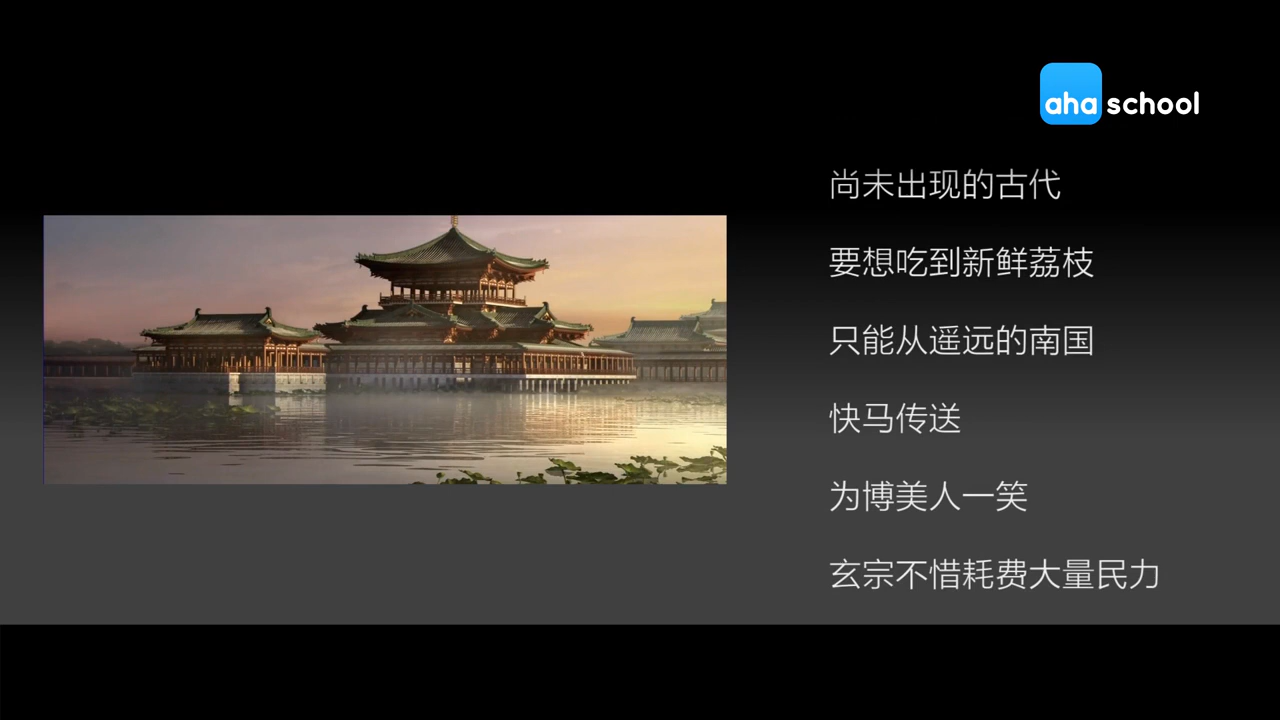 aha school
尚未出现的古代
要想吃到新鲜荔枝
只能从遥远的南国
快马传送
为博美人一笑
玄宗不惜耗费大量民力